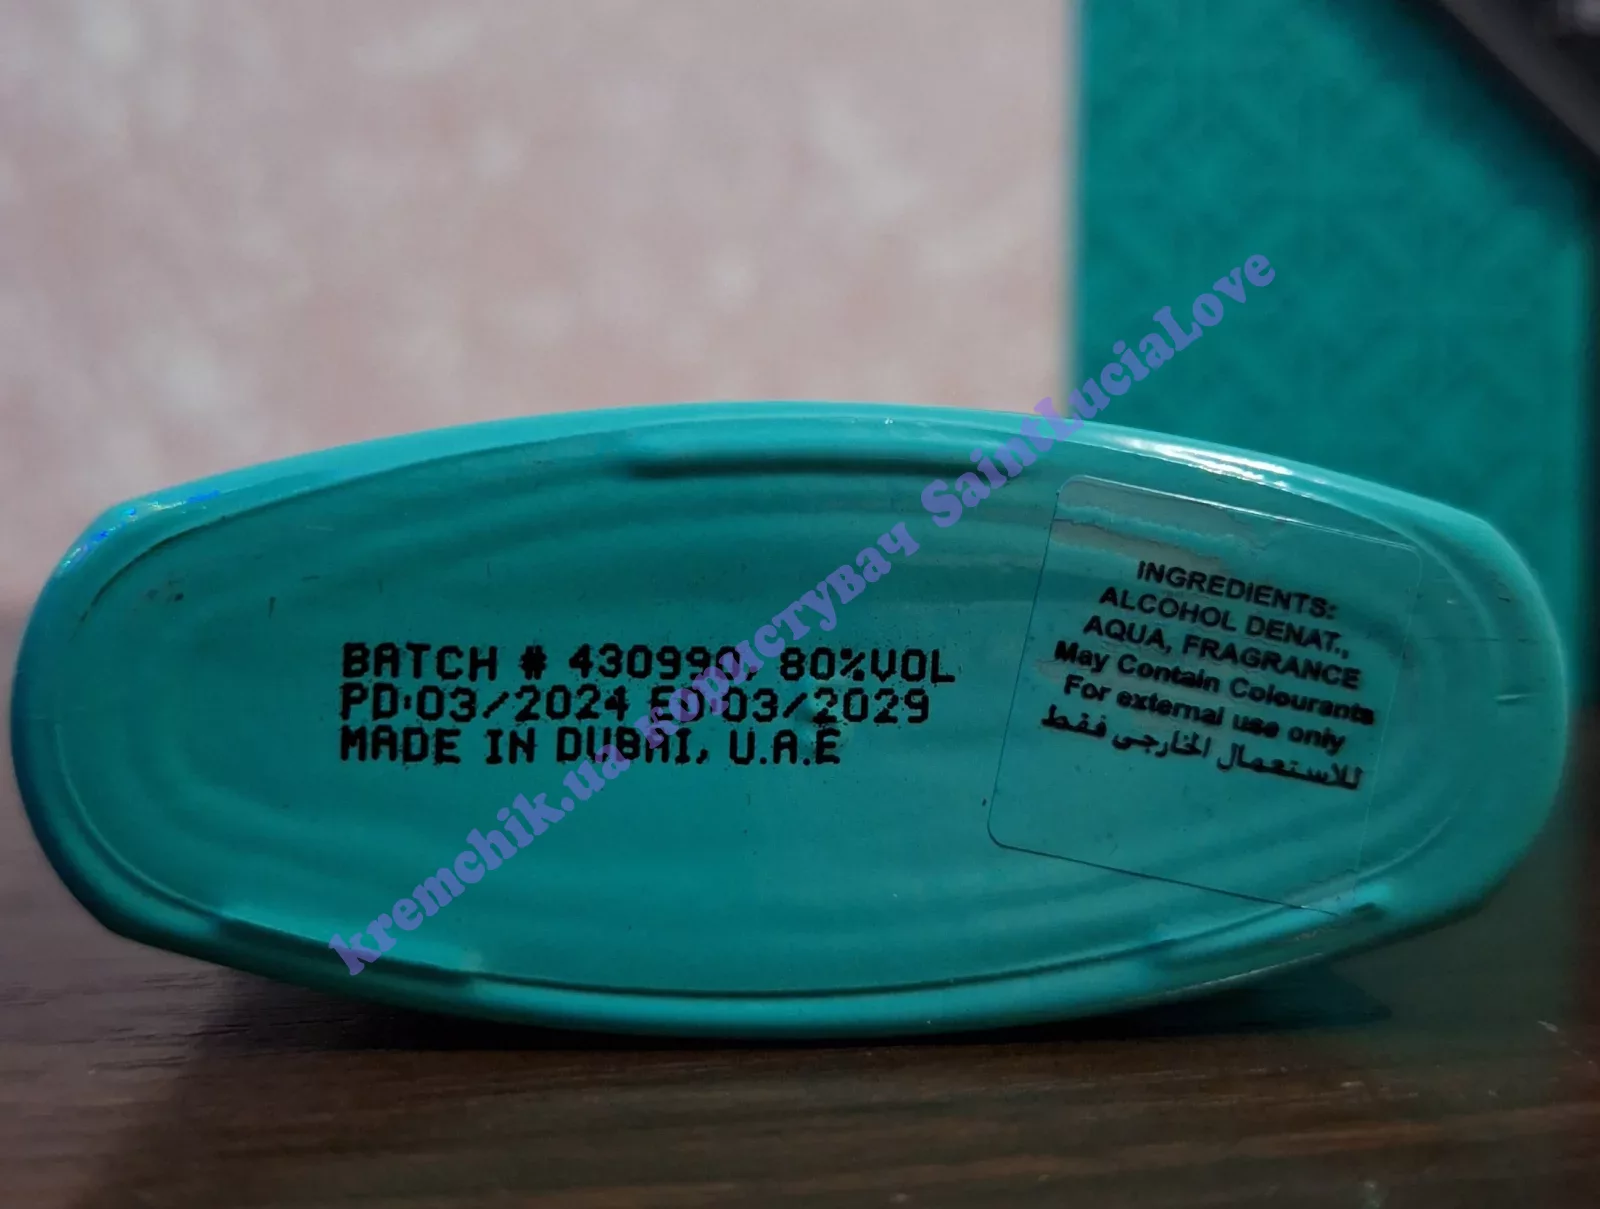 BATCH # 430990, 80%VOL
PD:03/2024 ED 03/2029
MADE IN DUBAI, U.A.E
INGREDIENTS:
ALCOHOL DENAT.,
AQUA, FRAGRANCE
May Contain Colourants
For external use only
للاستعمال الخارجي فقط
kremchik.ua користувач SaintLuciaLove